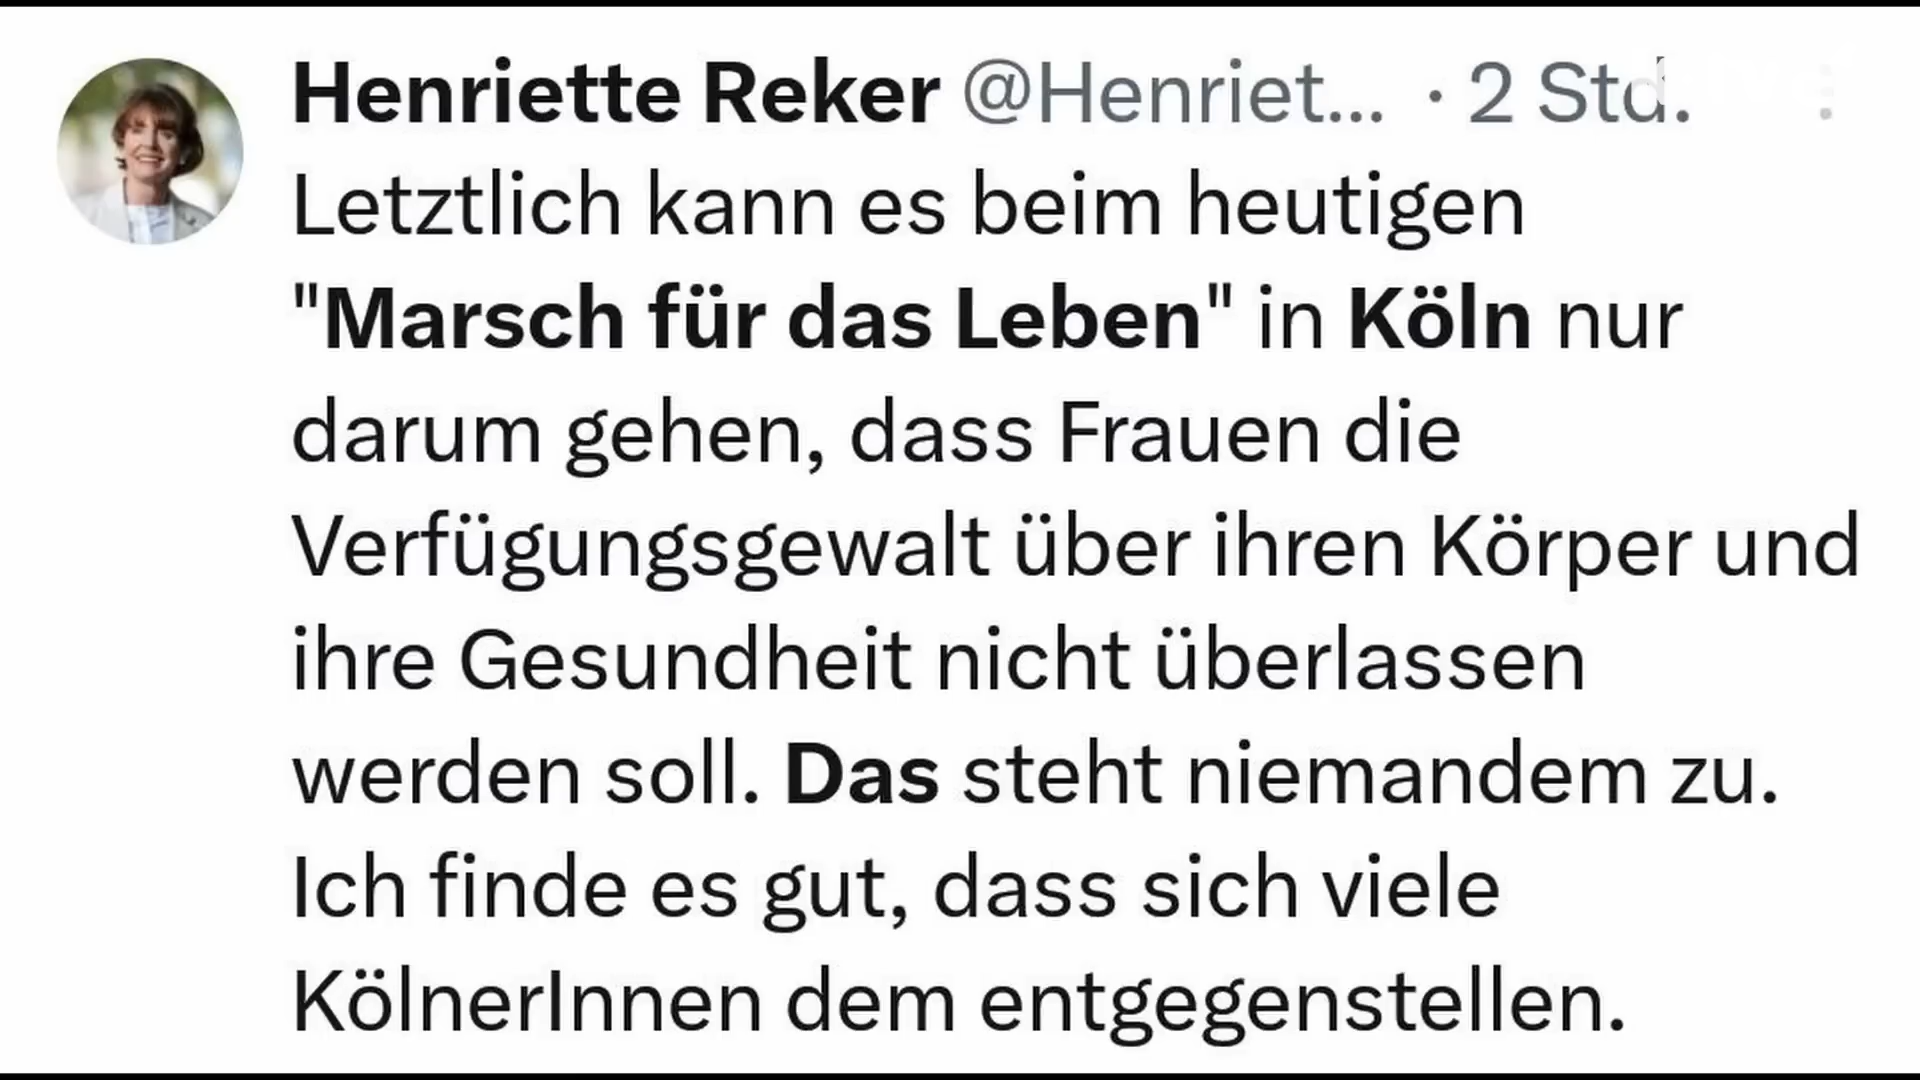 Henriette Reker @Henriet... · 2 Std.
Letztlich kann es beim heutigen
"Marsch für das Leben" in Köln nur
darum gehen, dass Frauen die
Verfügungsgewalt über ihren Körper und
ihre Gesundheit nicht überlassen
werden soll. Das steht niemandem zu.
Ich finde es gut, dass sich viele
KölnerInnen dem entgegenstellen.